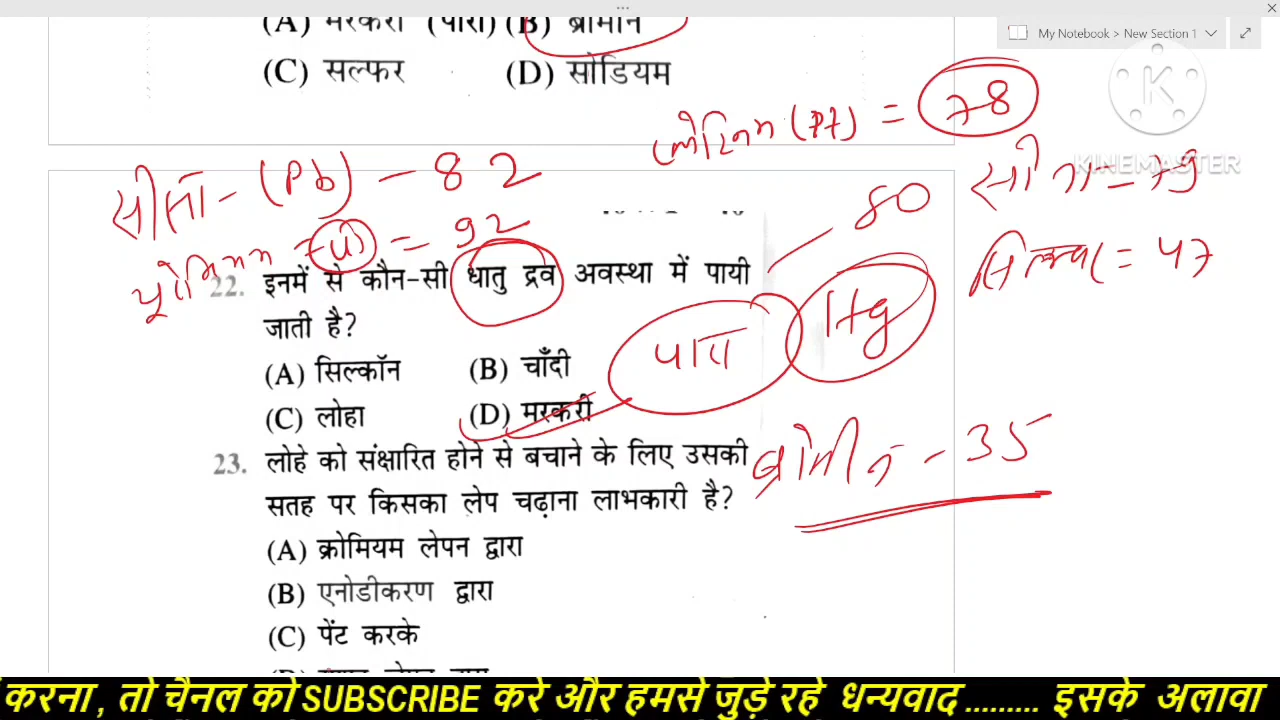 (A) मरकरी (पारा) (B) ब्रोमीन
(C) सल्फर (D) सोडियम
My Notebook > New Section 1
KINEMASTER
प्लेटिनम (Pt) = 78
सीसा - (Pb) - 82
सोना - 79
80
यूरेनियम - (U) = 92
सिल्वर = 47
22. इनमें से कौन-सी धातु द्रव अवस्था में पायी
जाती है?
पारा Hg
(A) सिल्कॉन (B) चाँदी
(C) लोहा (D) मरकरी
ब्रोमीन - 35
23. लोहे को संक्षारित होने से बचाने के लिए उसकी
सतह पर किसका लेप चढ़ाना लाभकारी है?
(A) क्रोमियम लेपन द्वारा
(B) एनोडीकरण द्वारा
(C) पेंट करके
करना , तो चैनल को SUBSCRIBE करे और हमसे जुड़े रहे धन्यवाद ......... इसके अलावा